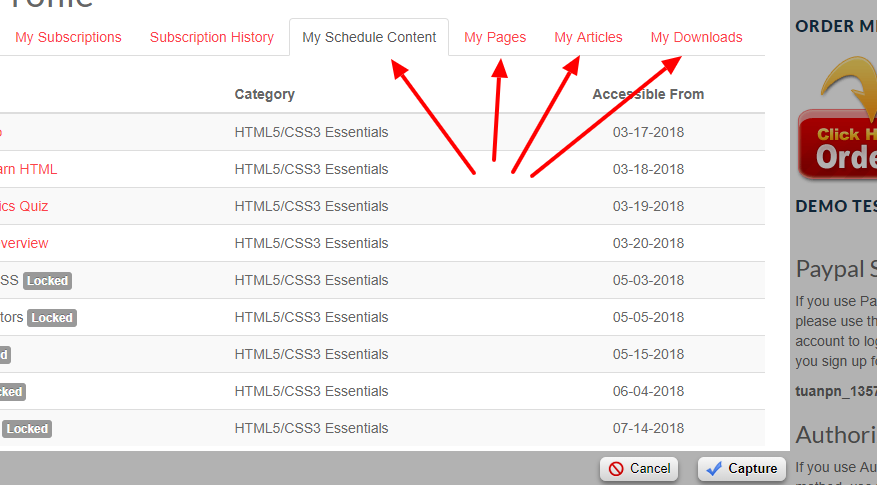 My Subscriptions Subscription History My Schedule Content My Pages My Articles My Downloads
Category Accessible From
HTML5/CSS3 Essentials 03-17-2018
arn HTML HTML5/CSS3 Essentials 03-18-2018
ics Quiz HTML5/CSS3 Essentials 03-19-2018
verview HTML5/CSS3 Essentials 03-20-2018
SS Locked HTML5/CSS3 Essentials 05-03-2018
tors Locked HTML5/CSS3 Essentials 05-05-2018
d HTML5/CSS3 Essentials 05-15-2018
cked HTML5/CSS3 Essentials 06-04-2018
Locked HTML5/CSS3 Essentials 07-14-2018
Cancel Capture
ORDER M
Click H
Orde
DEMO TES
Paypal S
If you use Pa
please use th
account to log
you sign up fo
tuanpn_1357
Authori
If you use Au